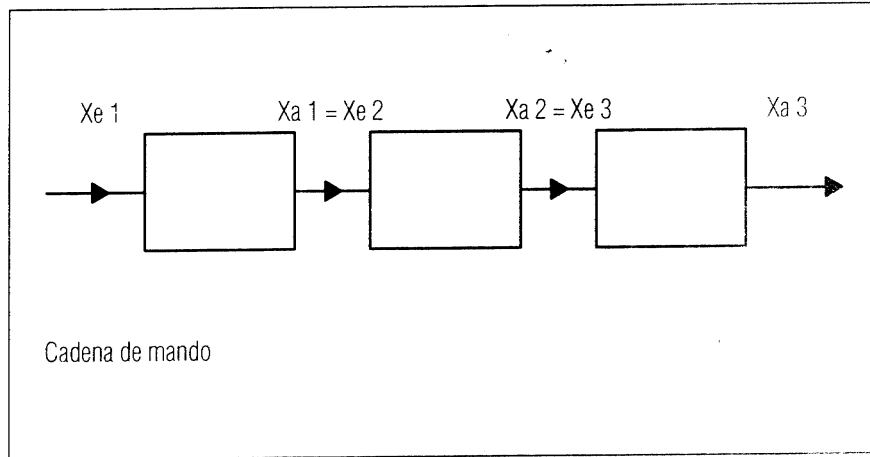 Xe 1 Xa 1 = Xe 2 Xa 2 = Xe 3 Xa 3
Cadena de mando